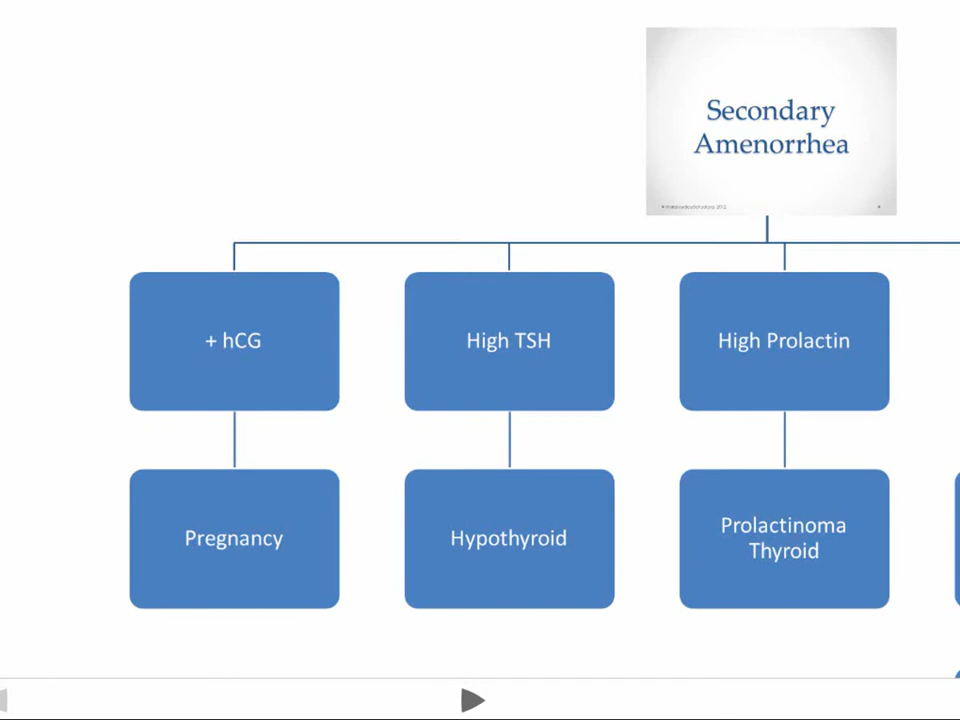 Secondary
Amenorrhea
+ hCG
High TSH
High Prolactin
Pregnancy
Hypothyroid
Prolactinoma
Thyroid